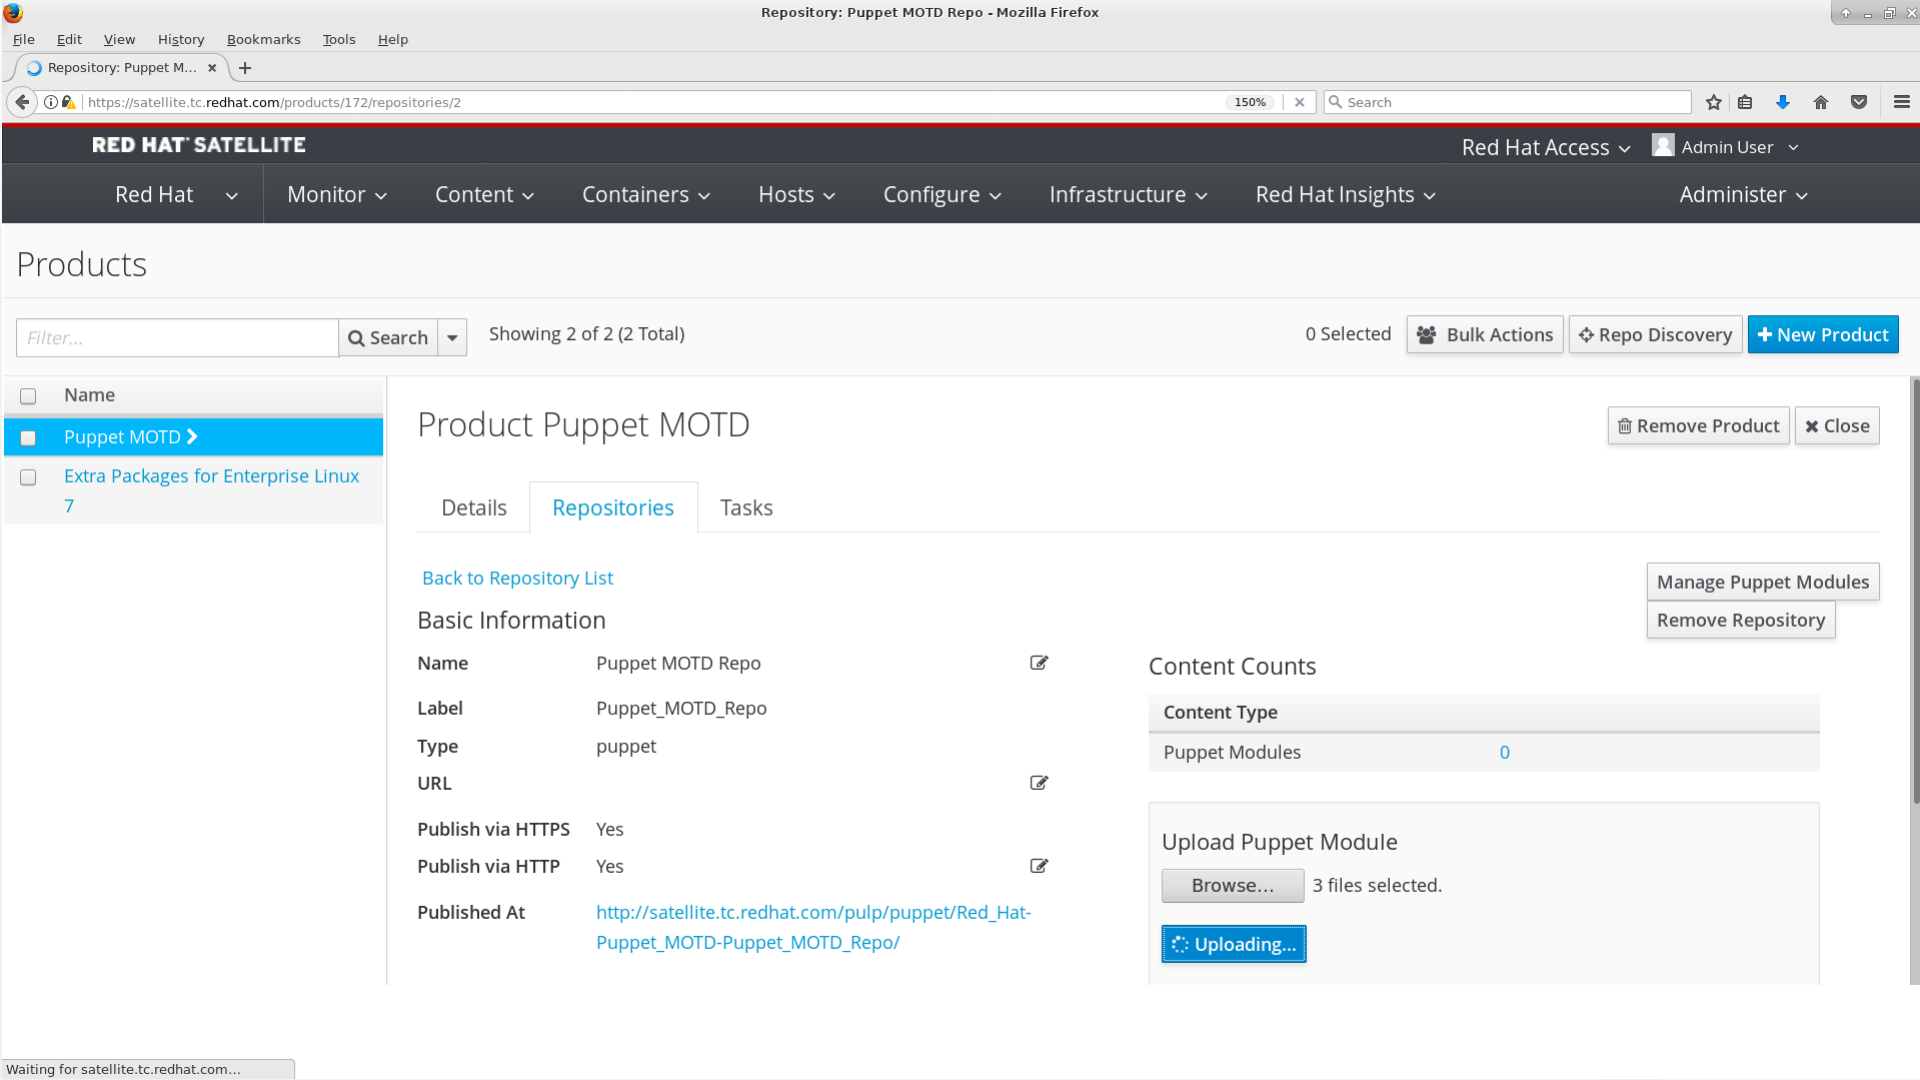 Repository: Puppet MOTD Repo - Mozilla Firefox
File Edit View History Bookmarks Tools Help
Repository: Puppet M...
https://satellite.tc.redhat.com/products/172/repositories/2 150% Search
RED HAT SATELLITE Red Hat Access Admin User
Red Hat Monitor Content Containers Hosts Configure Infrastructure Red Hat Insights Administer
Products
Filter... Search Showing 2 of 2 (2 Total) 0 Selected Bulk Actions Repo Discovery New Product
Name
Puppet MOTD
Extra Packages for Enterprise Linux
7
Product Puppet MOTD Remove Product Close
Details Repositories Tasks
Back to Repository List
Manage Puppet Modules
Remove Repository
Basic Information
Name Puppet MOTD Repo
Label Puppet_MOTD_Repo
Type puppet
URL
Publish via HTTPS Yes
Publish via HTTP Yes
Published At http://satellite.tc.redhat.com/pulp/puppet/Red_Hat-
Puppet_MOTD-Puppet_MOTD_Repo/
Content Counts
Content Type
Puppet Modules 0
Upload Puppet Module
Browse... 3 files selected.
Uploading...
Waiting for satellite.tc.redhat.com...